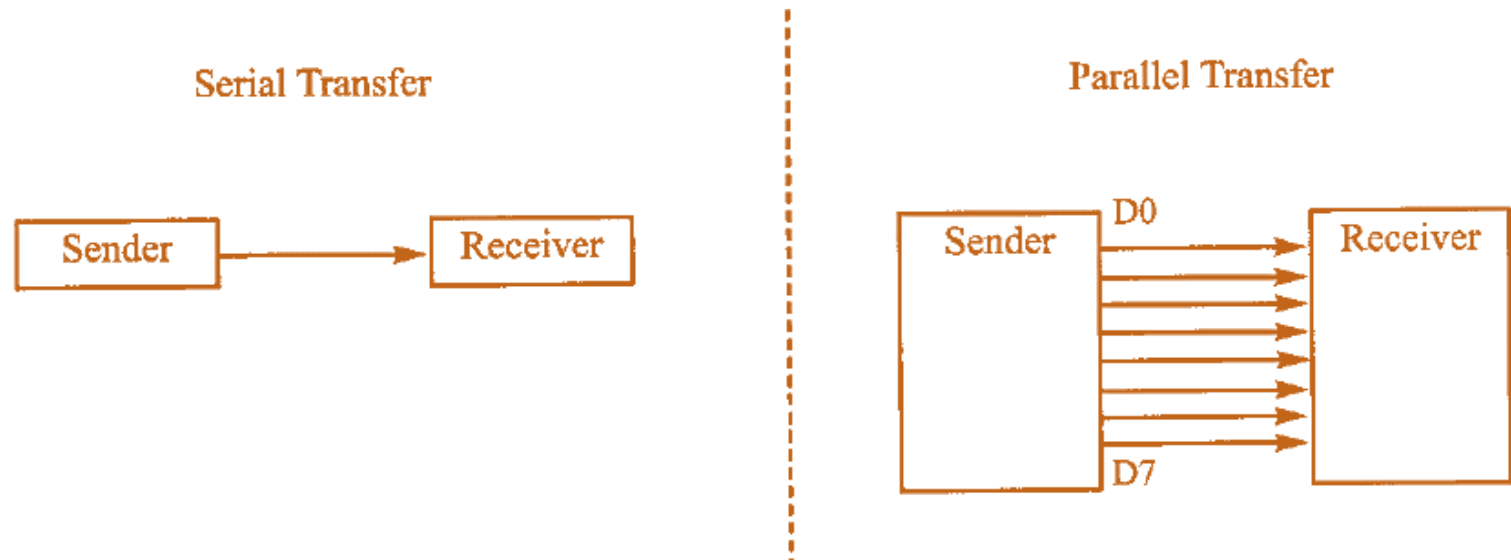 Serial Transfer
Sender
Receiver
Parallel Transfer
D0
Sender
Receiver
D7